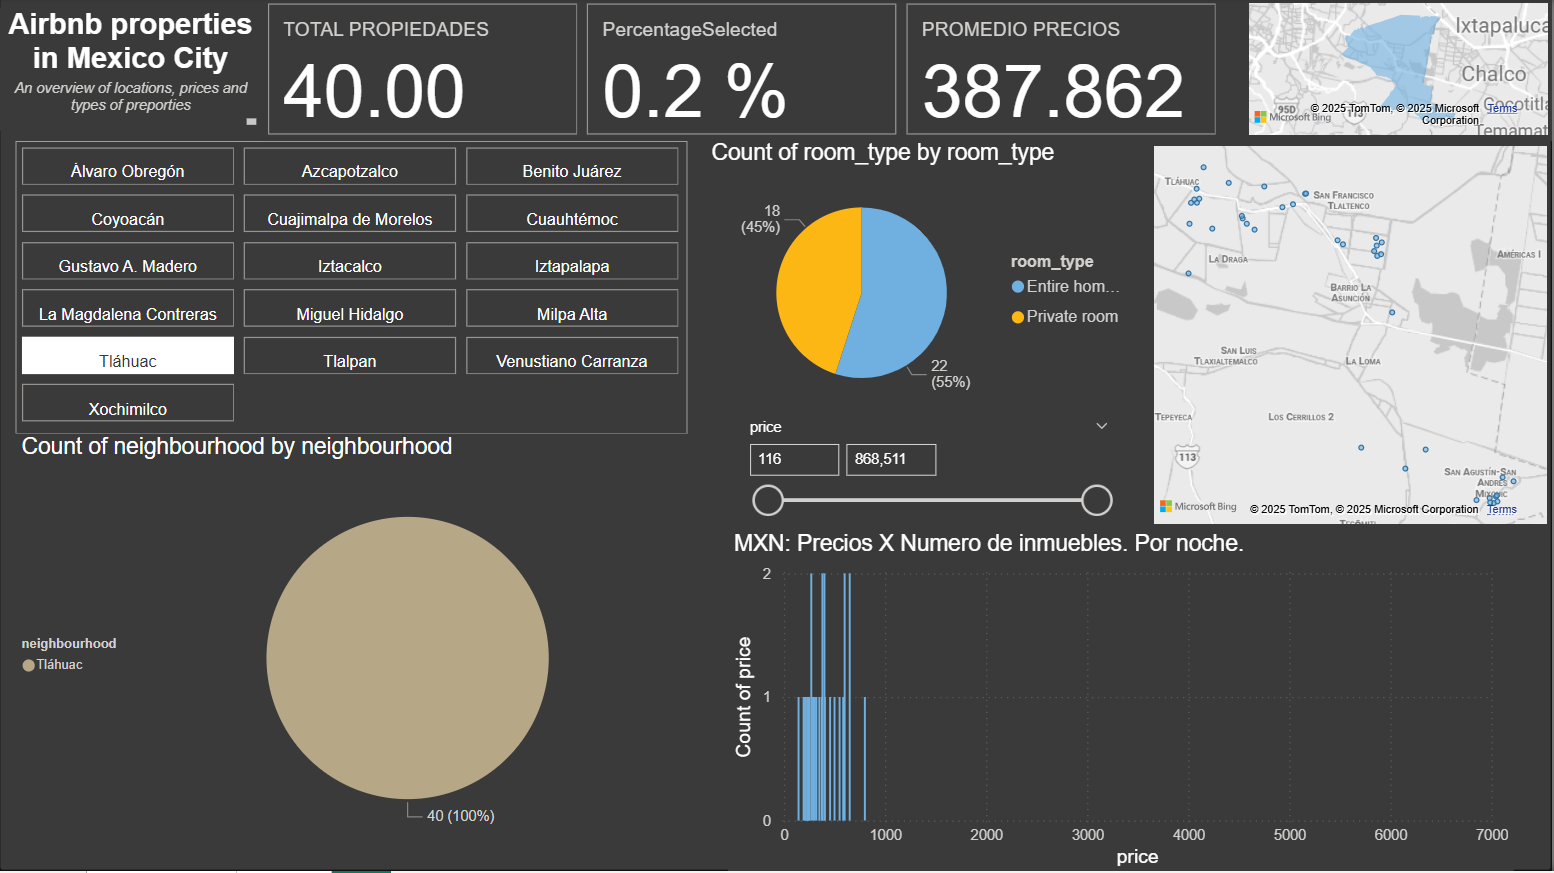 Airbnb properties
in Mexico City
An overview of locations, prices and
types of preporties
TOTAL PROPIEDADES
40.00
PercentageSelected
0.2 %
PROMEDIO PRECIOS
387.862
Ixtapaluca
Chalco
Cocotitla
Temamat
95D
113
© 2025 TomTom, © 2025 Microsoft
Corporation
Terms
Microsoft Bing
Álvaro Obregón
Azcapotzalco
Benito Juárez
Coyoacán
Cuajimalpa de Morelos
Cuauhtémoc
Gustavo A. Madero
Iztacalco
Iztapalapa
La Magdalena Contreras
Miguel Hidalgo
Milpa Alta
Tláhuac
Tlalpan
Venustiano Carranza
Xochimilco
Count of room_type by room_type
18
(45%)
22
(55%)
room_type
Entire hom...
Private room
price
116
868,511
TLÁHUAC
SAN FRANCISCO
TLALTENCO
LA DRAGA
AMÉRICAS I
BARRIO LA
ASUNCIÓN
SAN LUIS
TLAXIALTEMALCO
LA LOMA
TEPEYECA
LOS CERRILLOS 2
113
SAN AGUSTÍN-SAN
ANDRES
MIXQUIC
Microsoft Bing
© 2025 TomTom, © 2025 Microsoft Corporation
Terms
Count of neighbourhood by neighbourhood
neighbourhood
Tláhuac
40 (100%)
MXN: Precios X Numero de inmuebles. Por noche.
Count of price
2
1
0
0
1000
2000
3000
4000
5000
6000
7000
price